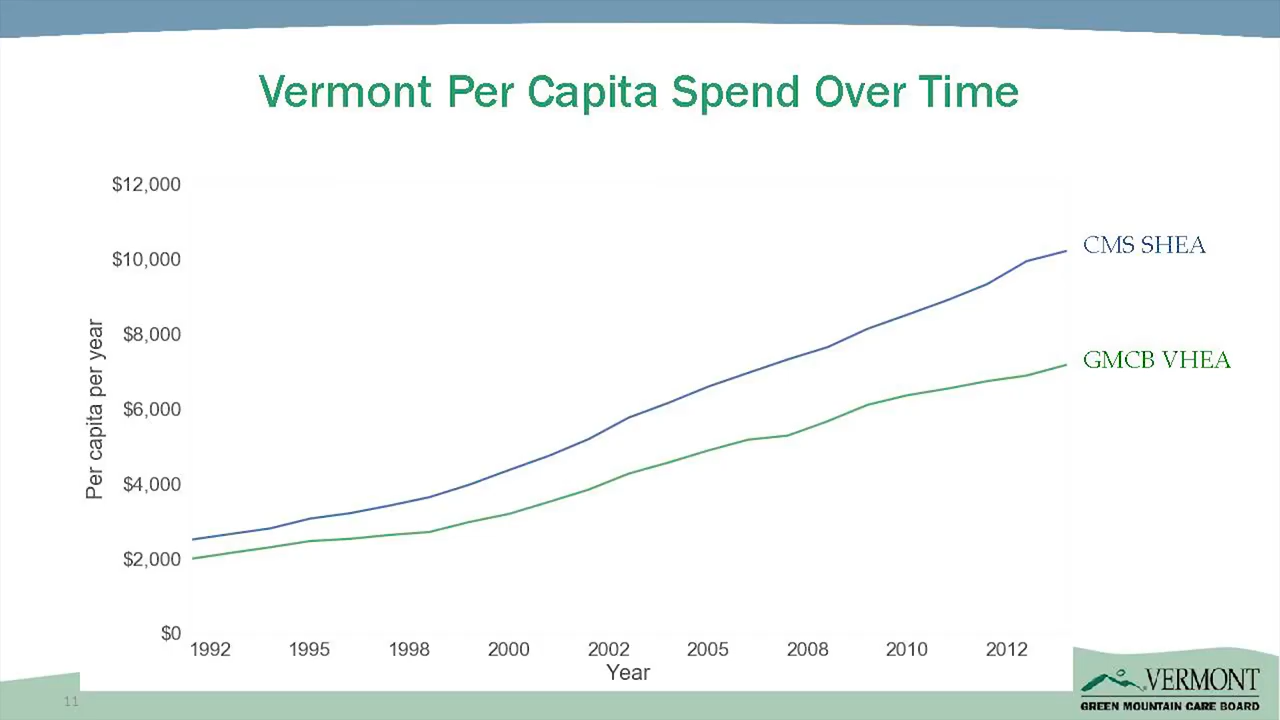 Vermont Per Capita Spend Over Time
$12,000
$10,000
$8,000
$6,000
$4,000
$2,000
$0
Per capita per year
1992 1995 1998 2000 2002 2005 2008 2010 2012
Year
CMS SHEA
GMCB VHEA
11
VERMONT
GREEN MOUNTAIN CARE BOARD